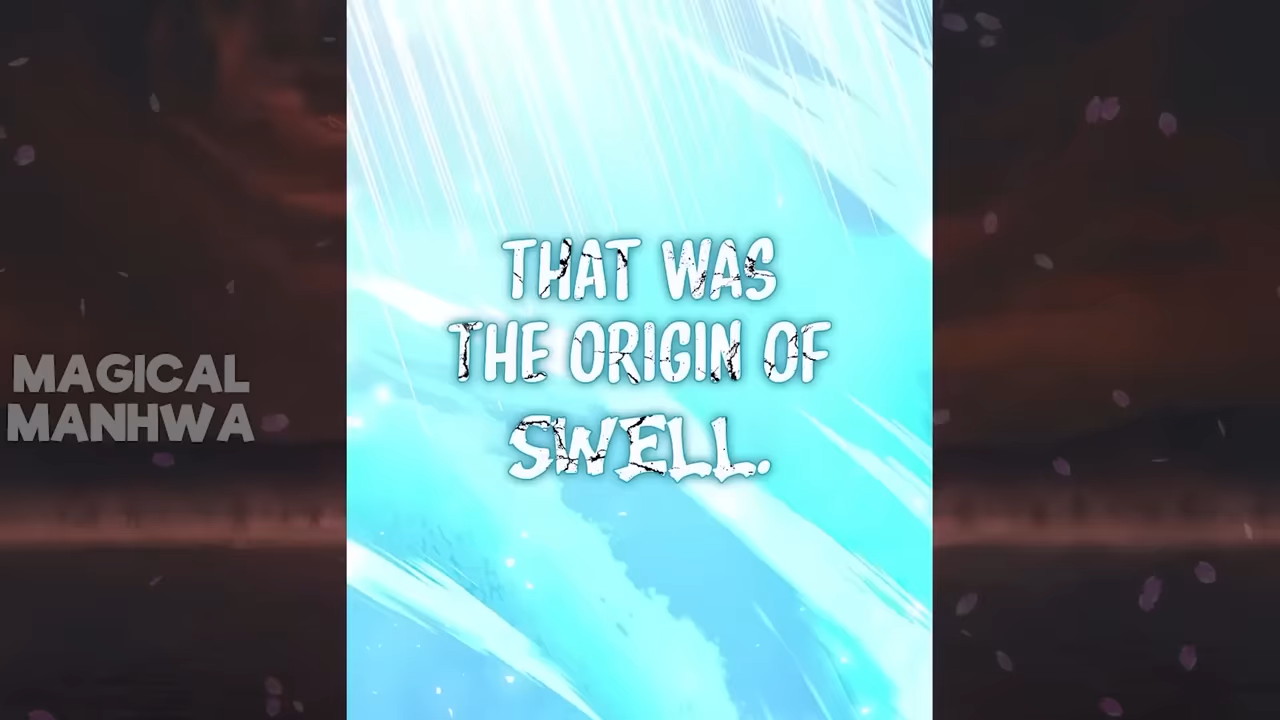 THAT WAS
THE ORIGIN OF
SWELL.
MAGICAL
MANHWA